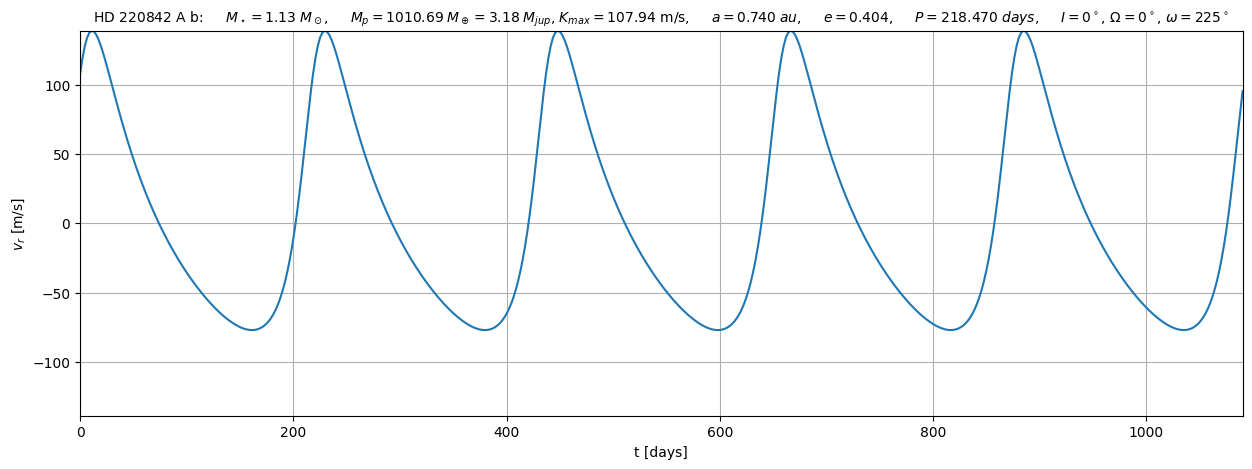 HD 220842 A b: M⋆ = 1.13 M⊙, Mp = 1010.69 M⊕ = 3.18 Mjup, Kmax = 107.94 m/s, a = 0.740 au, e = 0.404, P = 218.470 days, I = 0°, Ω = 0°, ω = 225°
100
50
0
−50
−100
vr [m/s]
0 200 400 600 800 1000
t [days]